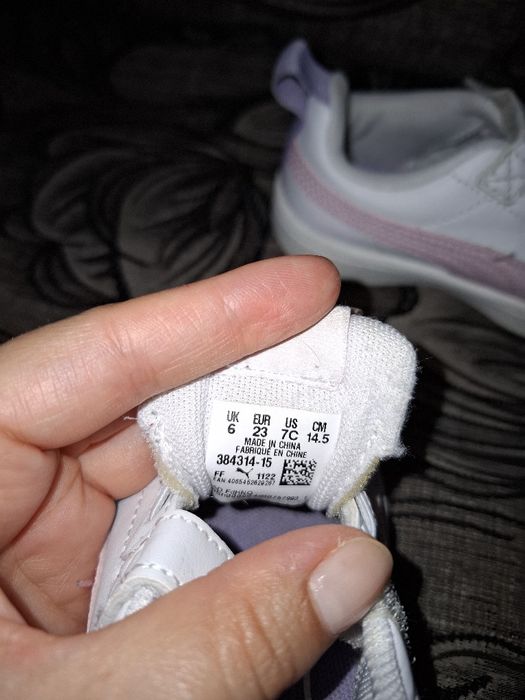 UK EUR US CM
6 23 7C 14.5
MADE IN CHINA
FABRIQUÉ EN CHINE
384314-15
FF 1122